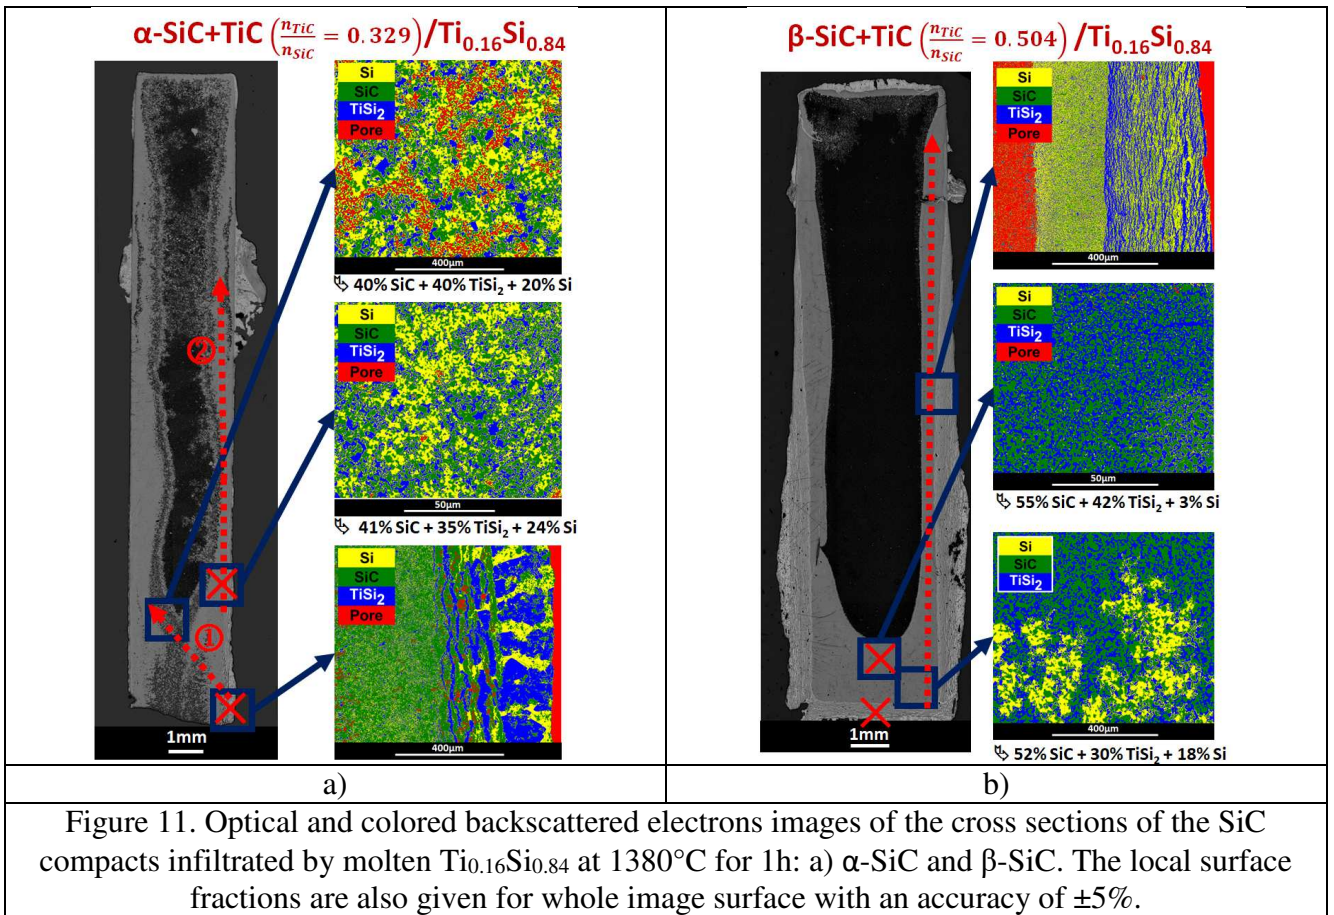 α-SiC+TiC (n_TiC/n_SiC = 0.329)/Ti0.16Si0.84
Si
SiC
TiSi2
Pore
400µm
40% SiC + 40% TiSi2 + 20% Si
②
Si
SiC
TiSi2
Pore
50µm
41% SiC + 35% TiSi2 + 24% Si
①
Si
SiC
TiSi2
Pore
400µm
1mm
a)
β-SiC+TiC (n_TiC/n_SiC = 0.504) /Ti0.16Si0.84
Si
SiC
TiSi2
Pore
400µm
Si
SiC
TiSi2
Pore
50µm
55% SiC + 42% TiSi2 + 3% Si
Si
SiC
TiSi2
400µm
52% SiC + 30% TiSi2 + 18% Si
1mm
b)
Figure 11. Optical and colored backscattered electrons images of the cross sections of the SiC
compacts infiltrated by molten Ti0.16Si0.84 at 1380°C for 1h: a) α-SiC and β-SiC. The local surface
fractions are also given for whole image surface with an accuracy of ±5%.